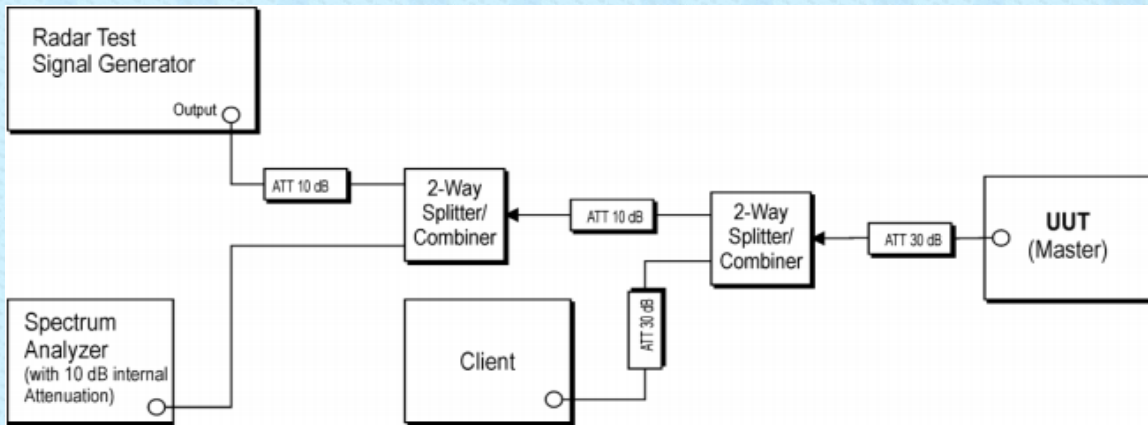 Radar Test
Signal Generator
Output
ATT 10 dB
2-Way
Splitter/
Combiner
ATT 10 dB
2-Way
Splitter/
Combiner
ATT 30 dB
UUT
(Master)
Spectrum
Analyzer
(with 10 dB internal
Attenuation)
Client
ATT 30 dB